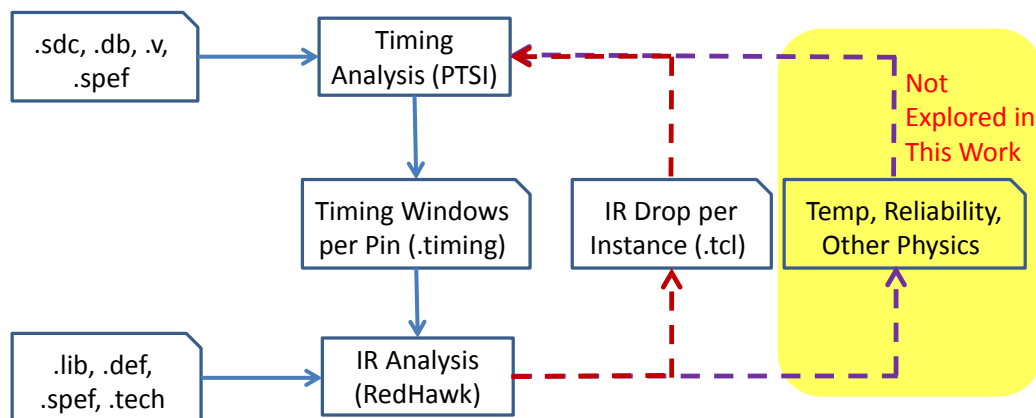 .sdc, .db, .v,
.spef
Timing
Analysis (PTSI)
Not
Explored in
This Work
Timing Windows
per Pin (.timing)
IR Drop per
Instance (.tcl)
Temp, Reliability,
Other Physics
.lib, .def,
.spef, .tech
IR Analysis
(RedHawk)